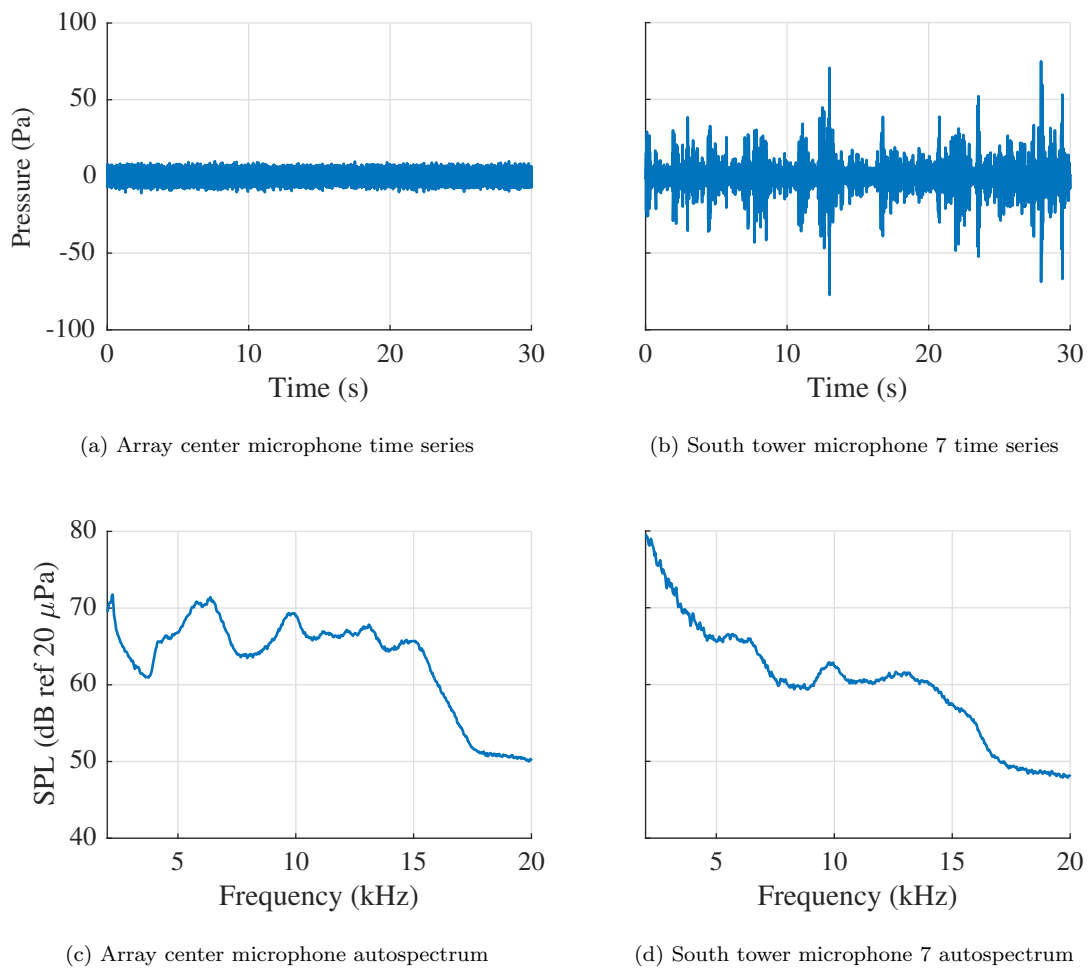 100
50
0
-50
-100
Pressure (Pa)
0 10 20 30
Time (s)
0 10 20 30
Time (s)
(a) Array center microphone time series
(b) South tower microphone 7 time series
80
70
60
50
40
SPL (dB ref 20 μPa)
5 10 15 20
Frequency (kHz)
5 10 15 20
Frequency (kHz)
(c) Array center microphone autospectrum
(d) South tower microphone 7 autospectrum